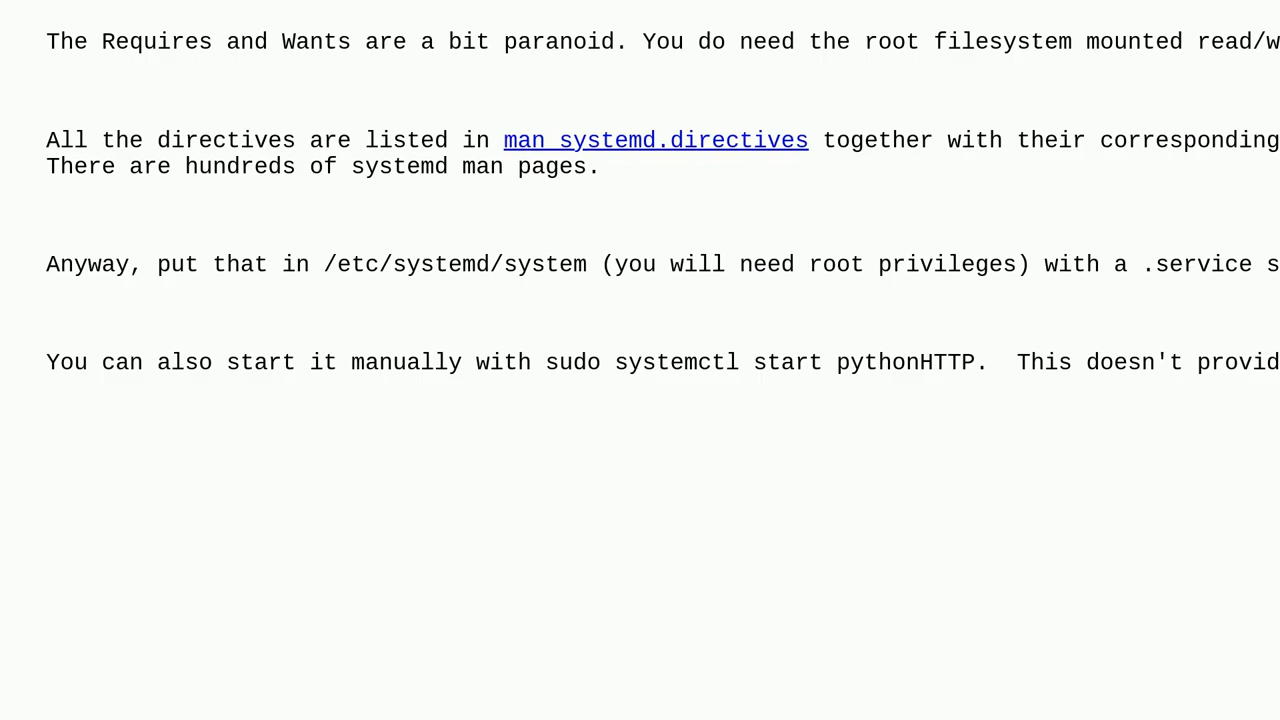 The Requires and Wants are a bit paranoid. You do need the root filesystem mounted
All the directives are listed in man systemd.directives together with their corresponding
There are hundreds of systemd man pages.
Anyway, put that in /etc/systemd/system (you will need root privileges) with a .service
You can also start it manually with sudo systemctl start pythonHTTP.  This doesn't